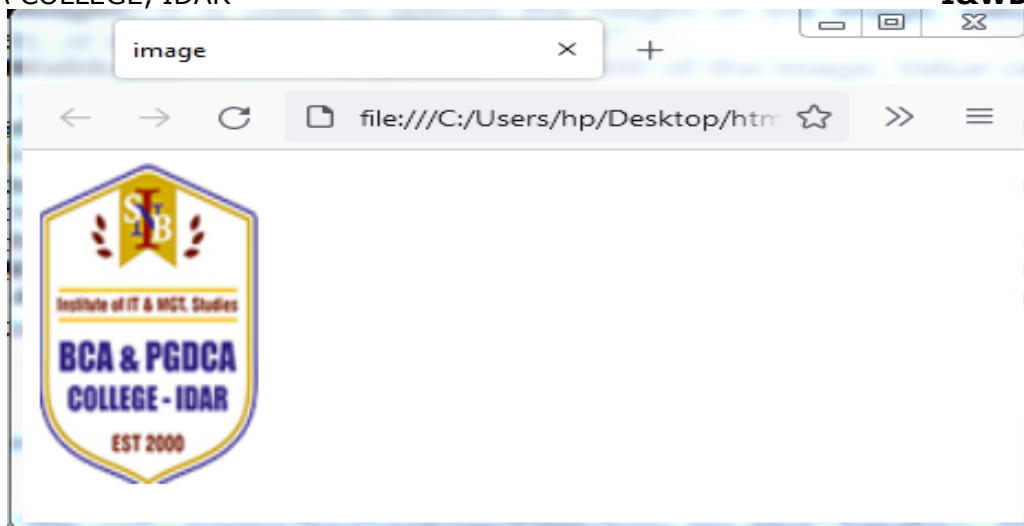 COLLEGE, IDAR
image
file:///C:/Users/hp/Desktop/htm
SNB
I
Institute of IT & MGT. Studies
BCA & PGDCA
COLLEGE - IDAR
EST 2000